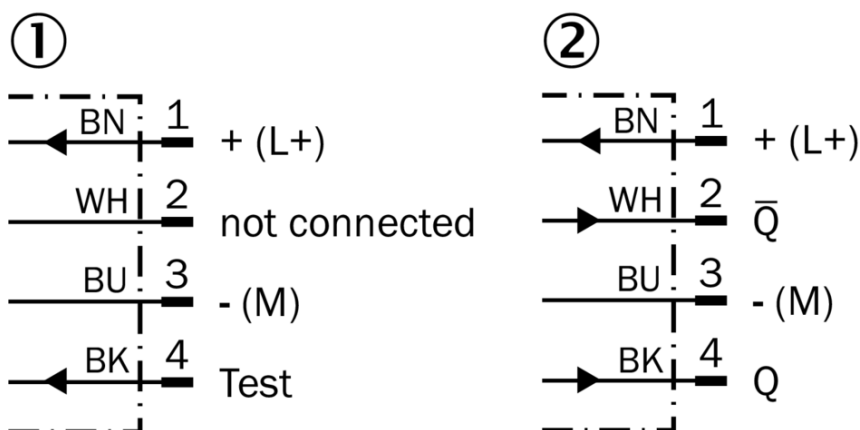 ①
BN 1 + (L+)
WH 2 not connected
BU 3 - (M)
BK 4 Test
②
BN 1 + (L+)
WH 2 Q̅
BU 3 - (M)
BK 4 Q